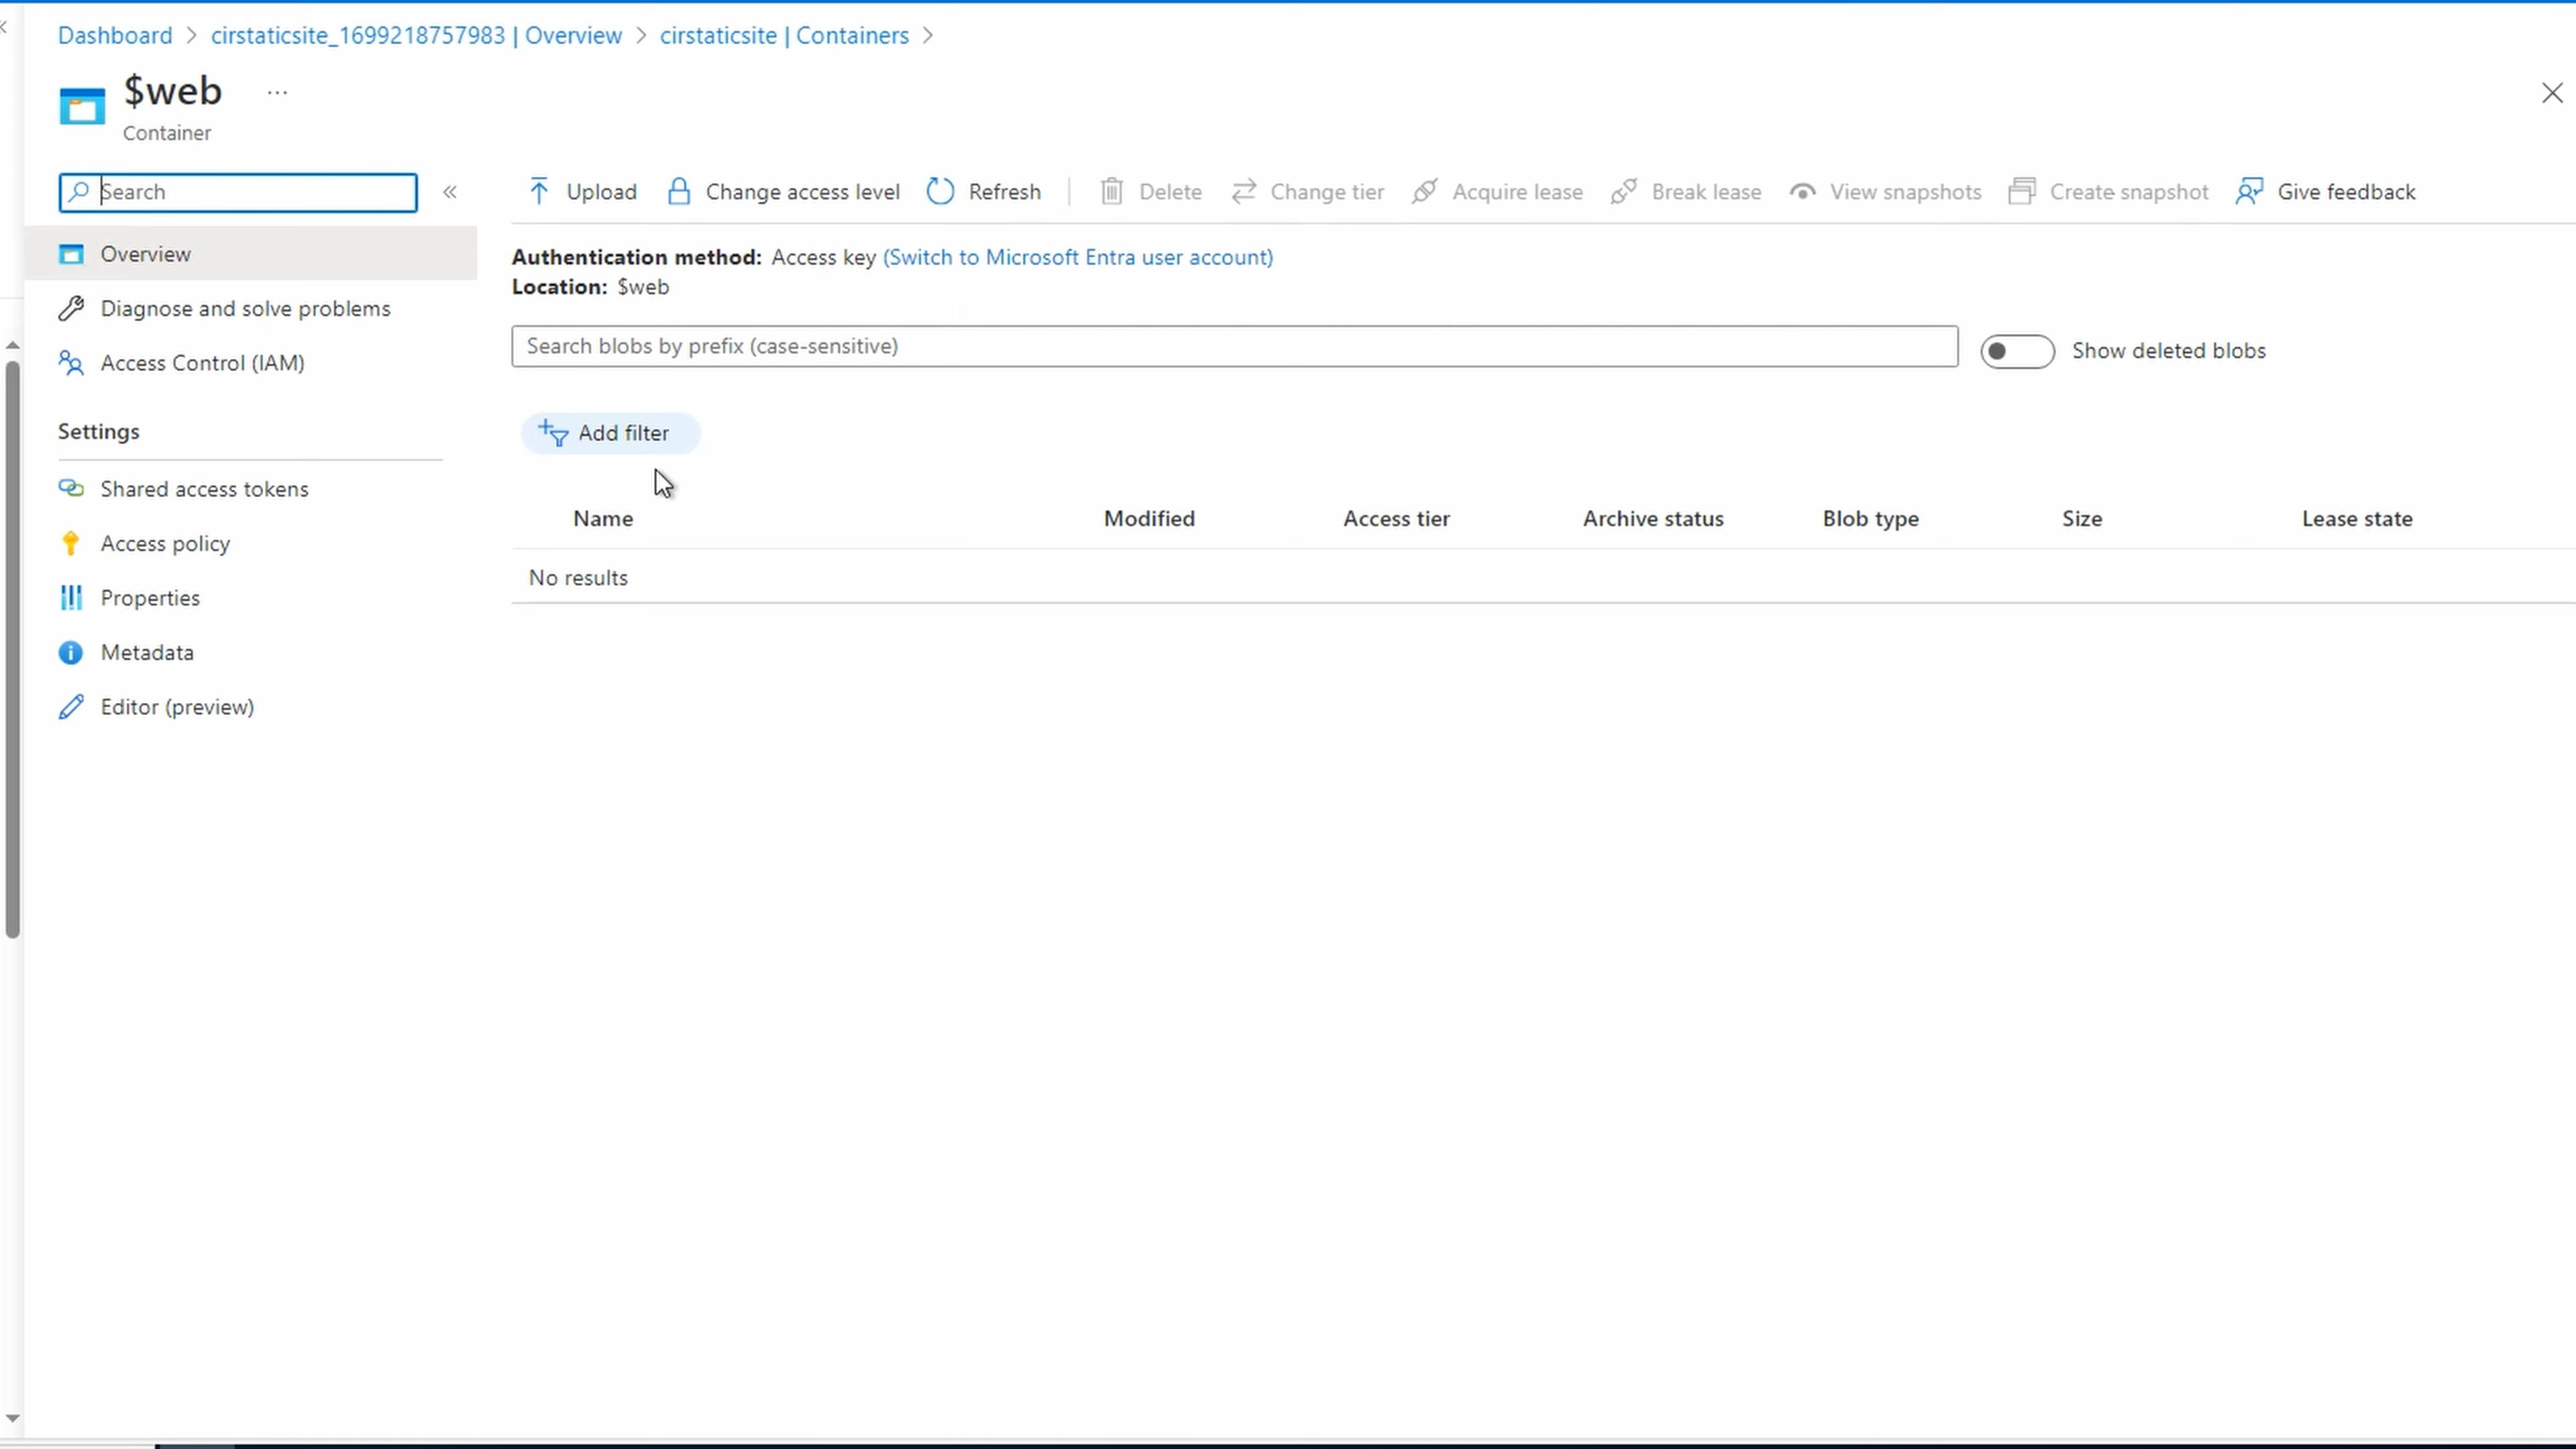 Dashboard > cirstaticsite_1699218757983 | Overview > cirstaticsite | Containers >
$web ...
Container
Search
Upload Change access level Refresh Delete Change tier Acquire lease Break lease View snapshots Create snapshot Give feedback
Overview
Diagnose and solve problems
Access Control (IAM)
Settings
Shared access tokens
Access policy
Properties
Metadata
Editor (preview)
Authentication method: Access key (Switch to Microsoft Entra user account)
Location: $web
Search blobs by prefix (case-sensitive)
Show deleted blobs
Add filter
Name Modified Access tier Archive status Blob type Size Lease state
No results